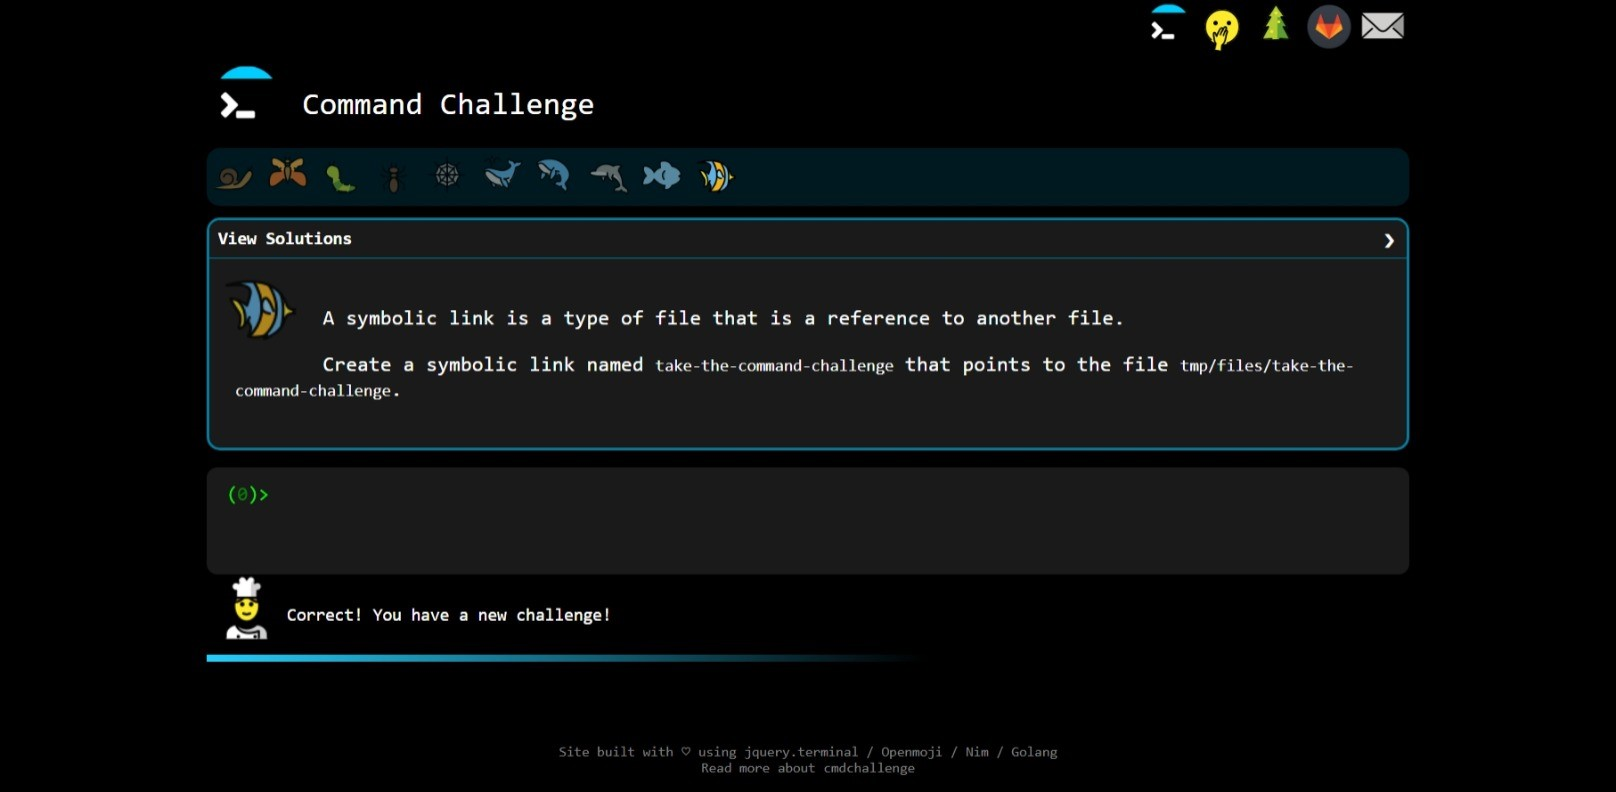 Command Challenge
View Solutions
A symbolic link is a type of file that is a reference to another file.
Create a symbolic link named take-the-command-challenge that points to the file tmp/files/take-the-
command-challenge.
(0)>
Correct! You have a new challenge!
Site built with ♡ using jquery.terminal / Openmoji / Nim / Golang
Read more about cmdchallenge